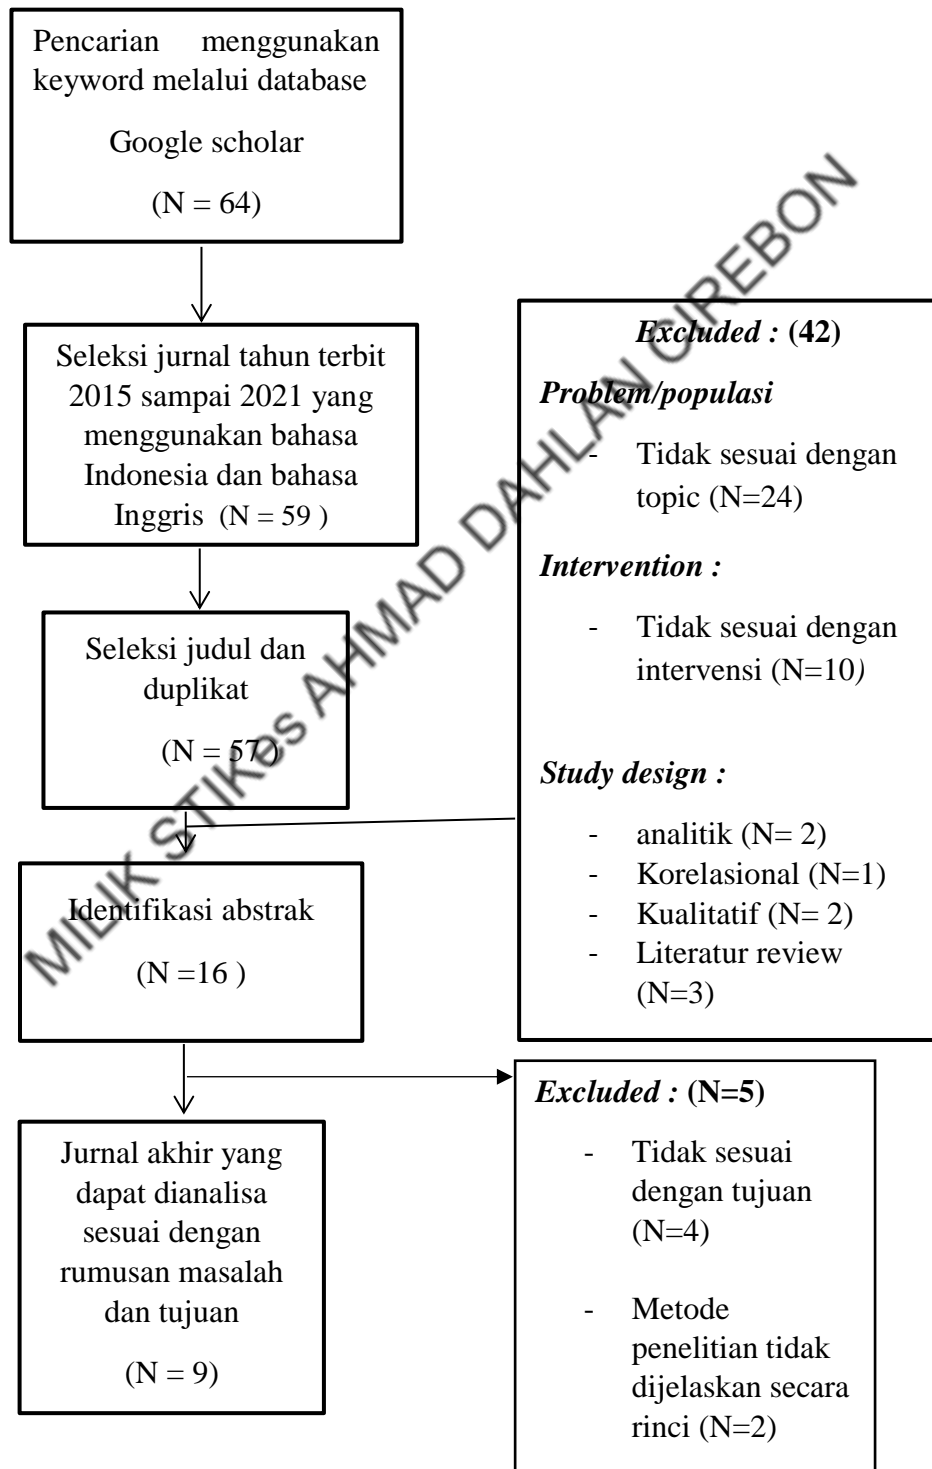 Pencarian menggunakan
keyword melalui database
Google scholar
(N = 64)
Seleksi jurnal tahun terbit
2015 sampai 2021 yang
menggunakan bahasa
Indonesia dan bahasa
Inggris (N = 59 )
Seleksi judul dan
duplikat
(N = 57 )
Excluded : (42)
Problem/populasi
- Tidak sesuai dengan
topic (N=24)
Intervention :
- Tidak sesuai dengan
intervensi (N=10)
Study design :
- analitik (N= 2)
- Korelasional (N=1)
- Kualitatif (N= 2)
- Literatur review
(N=3)
Identifikasi abstrak
(N =16 )
Excluded : (N=5)
- Tidak sesuai
dengan tujuan
(N=4)
- Metode
penelitian tidak
dijelaskan secara
rinci (N=2)
Jurnal akhir yang
dapat dianalisa
sesuai dengan
rumusan masalah
dan tujuan
(N = 9)
MILIK STIKes AHMAD DAHLAN CIREBON